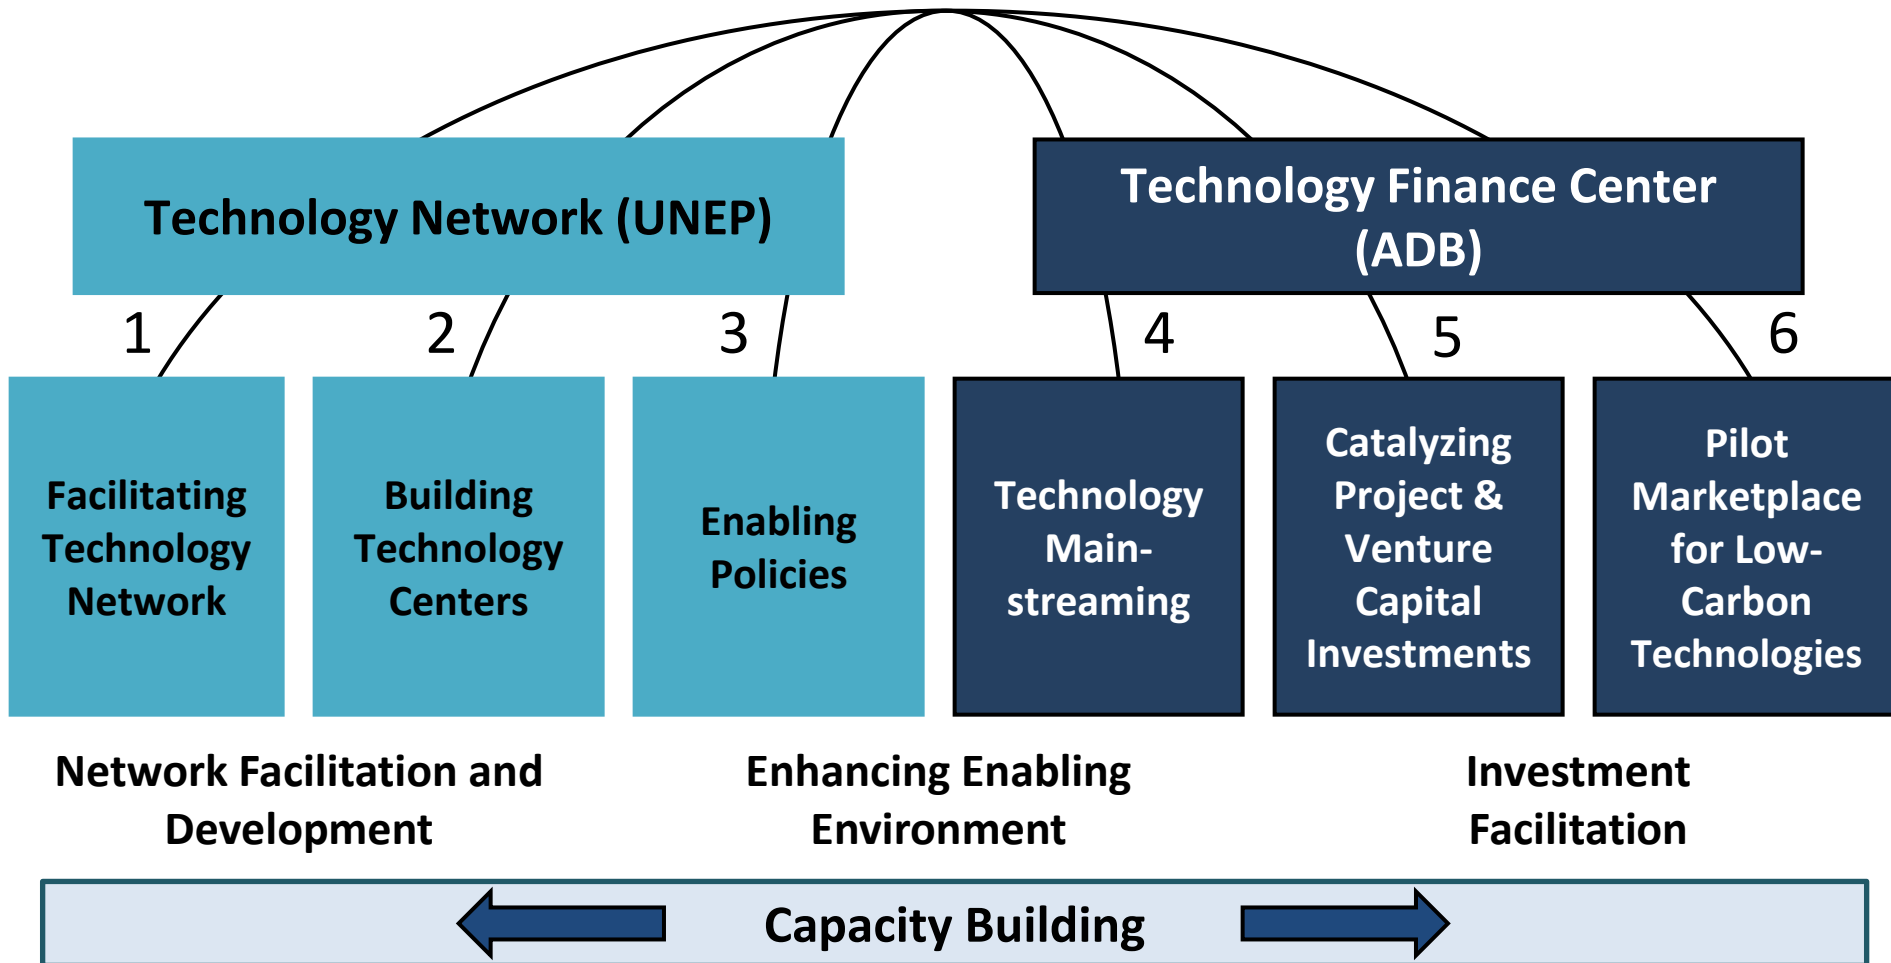 Technology Network (UNEP)
Technology Finance Center
(ADB)
1
2
3
4
5
6
Facilitating
Technology
Network
Building
Technology
Centers
Enabling
Policies
Technology
Main-
streaming
Catalyzing
Project &
Venture
Capital
Investments
Pilot
Marketplace
for Low-
Carbon
Technologies
Network Facilitation and
Development
Enhancing Enabling
Environment
Investment
Facilitation
Capacity Building